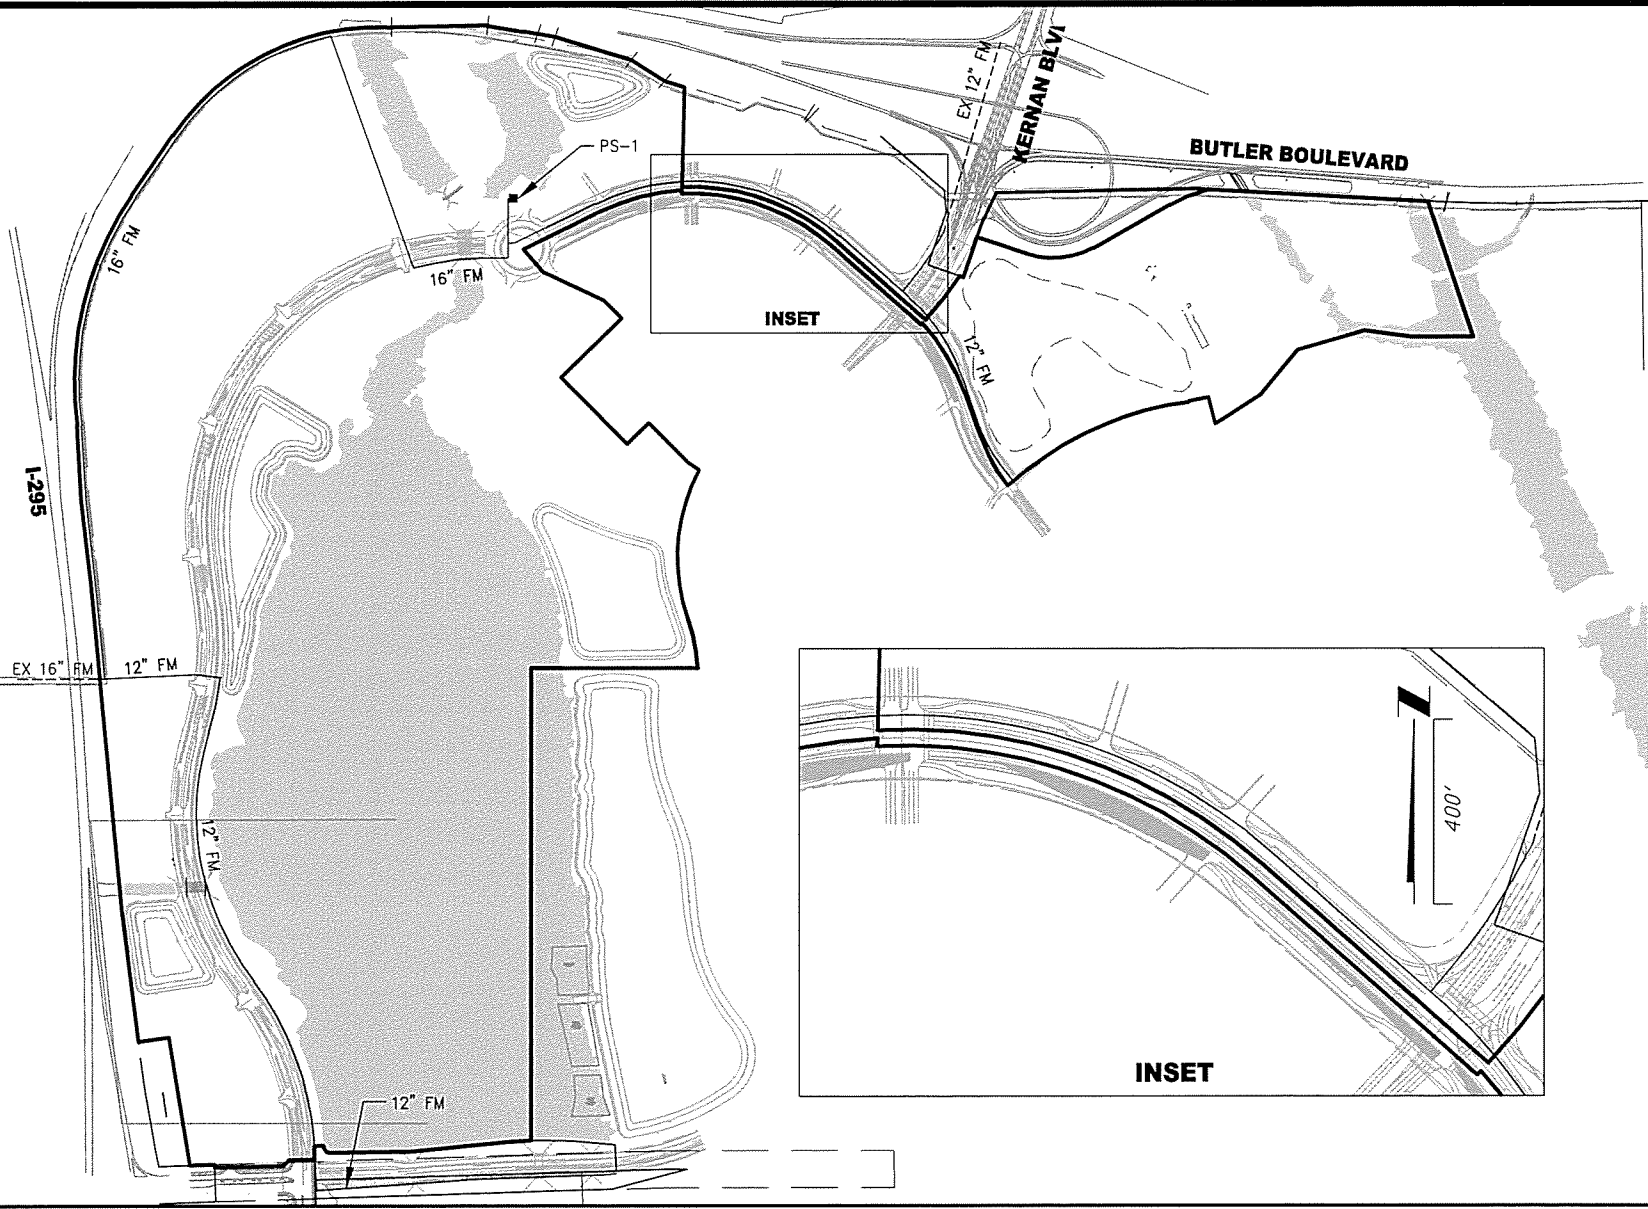 EX 12" FM
KERNAN BLV
BUTLER BOULEVARD
PS-1
16" FM
16" FM
INSET
12" FM
I-295
EX 16" FM
12" FM
12" FM
400'
INSET
12" FM